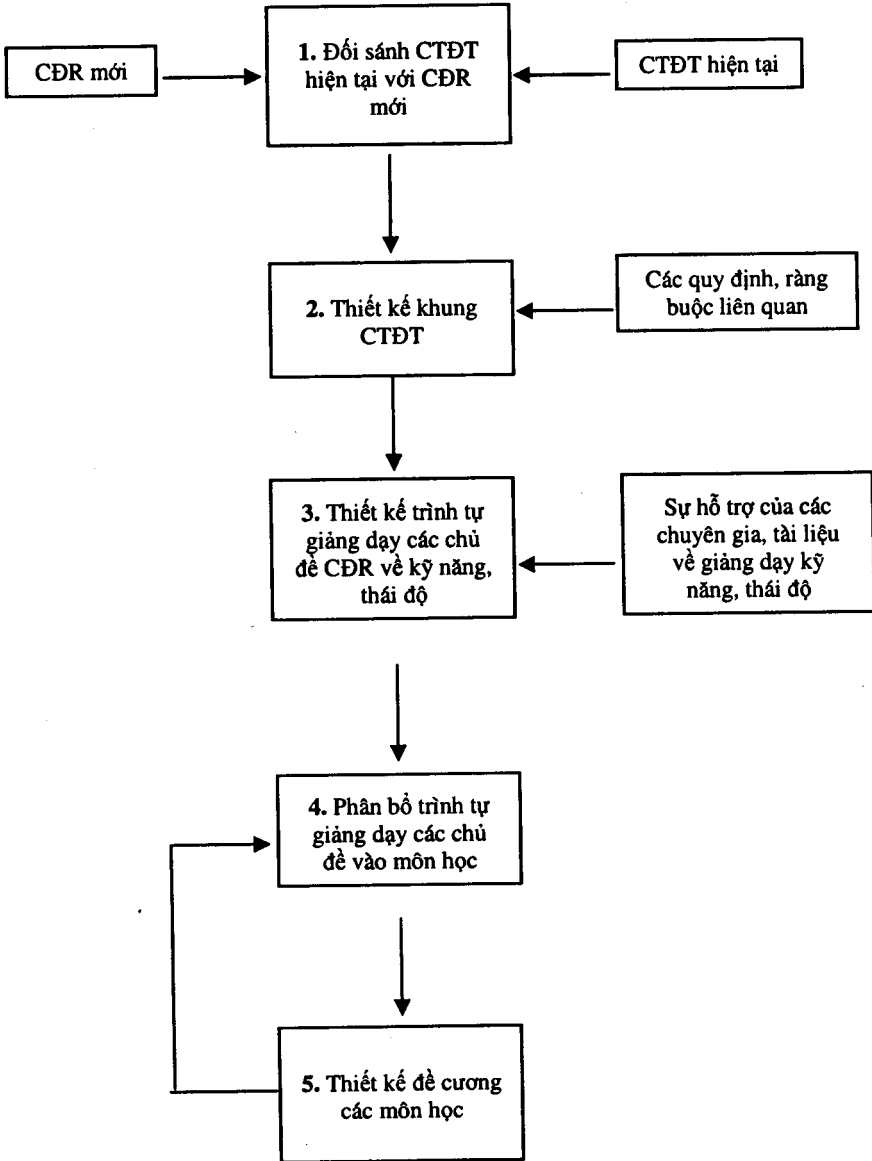 1. Đối sánh CTĐT
hiện tại với CĐR
mới
CĐR mới
CTĐT hiện tại
2. Thiết kế khung
CTĐT
Các quy định, ràng
buộc liên quan
3. Thiết kế trình tự
giảng dạy các chủ
đề CĐR về kỹ năng,
thái độ
Sự hỗ trợ của các
chuyên gia, tài liệu
về giảng dạy kỹ
năng, thái độ
4. Phân bổ trình tự
giảng dạy các chủ
đề vào môn học
5. Thiết kế đề cương
các môn học